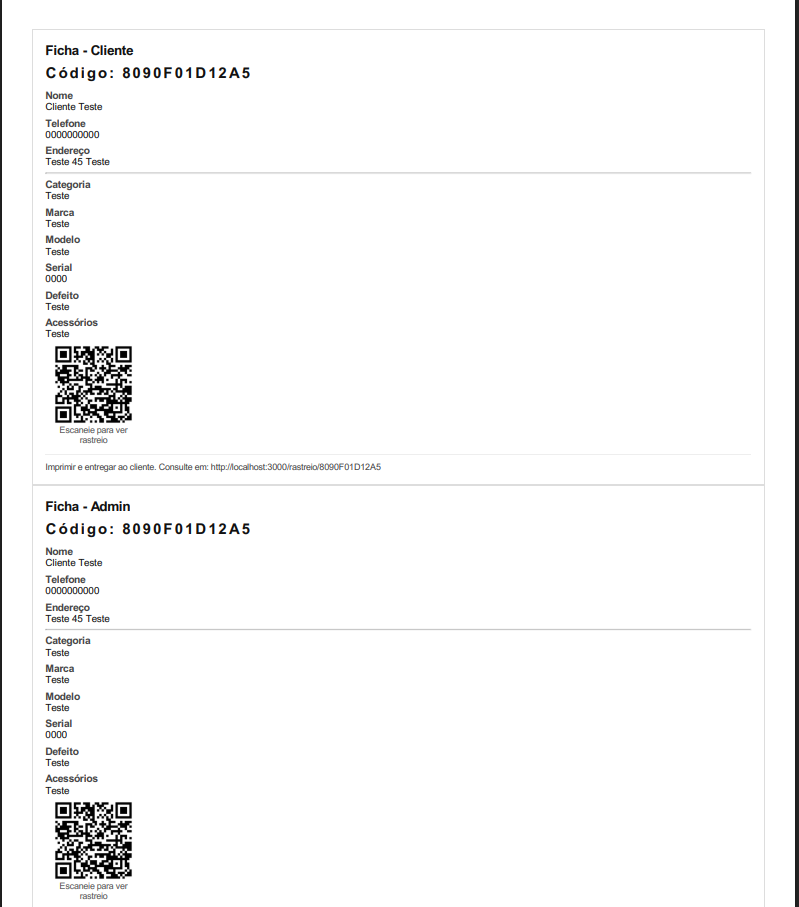 Ficha - Cliente
Código: 8090F01D12A5
Nome
Cliente Teste
Telefone
0000000000
Endereço
Teste 45 Teste
Categoria
Teste
Marca
Teste
Modelo
Teste
Serial
0000
Defeito
Teste
Acessórios
Teste
Escaneie para ver
rastreio
Imprimir e entregar ao cliente. Consulte em: http://localhost:3000/rastreio/8090F01D12A5
Ficha - Admin
Código: 8090F01D12A5
Nome
Cliente Teste
Telefone
0000000000
Endereço
Teste 45 Teste
Categoria
Teste
Marca
Teste
Modelo
Teste
Serial
0000
Defeito
Teste
Acessórios
Teste
Escaneie para ver
rastreio